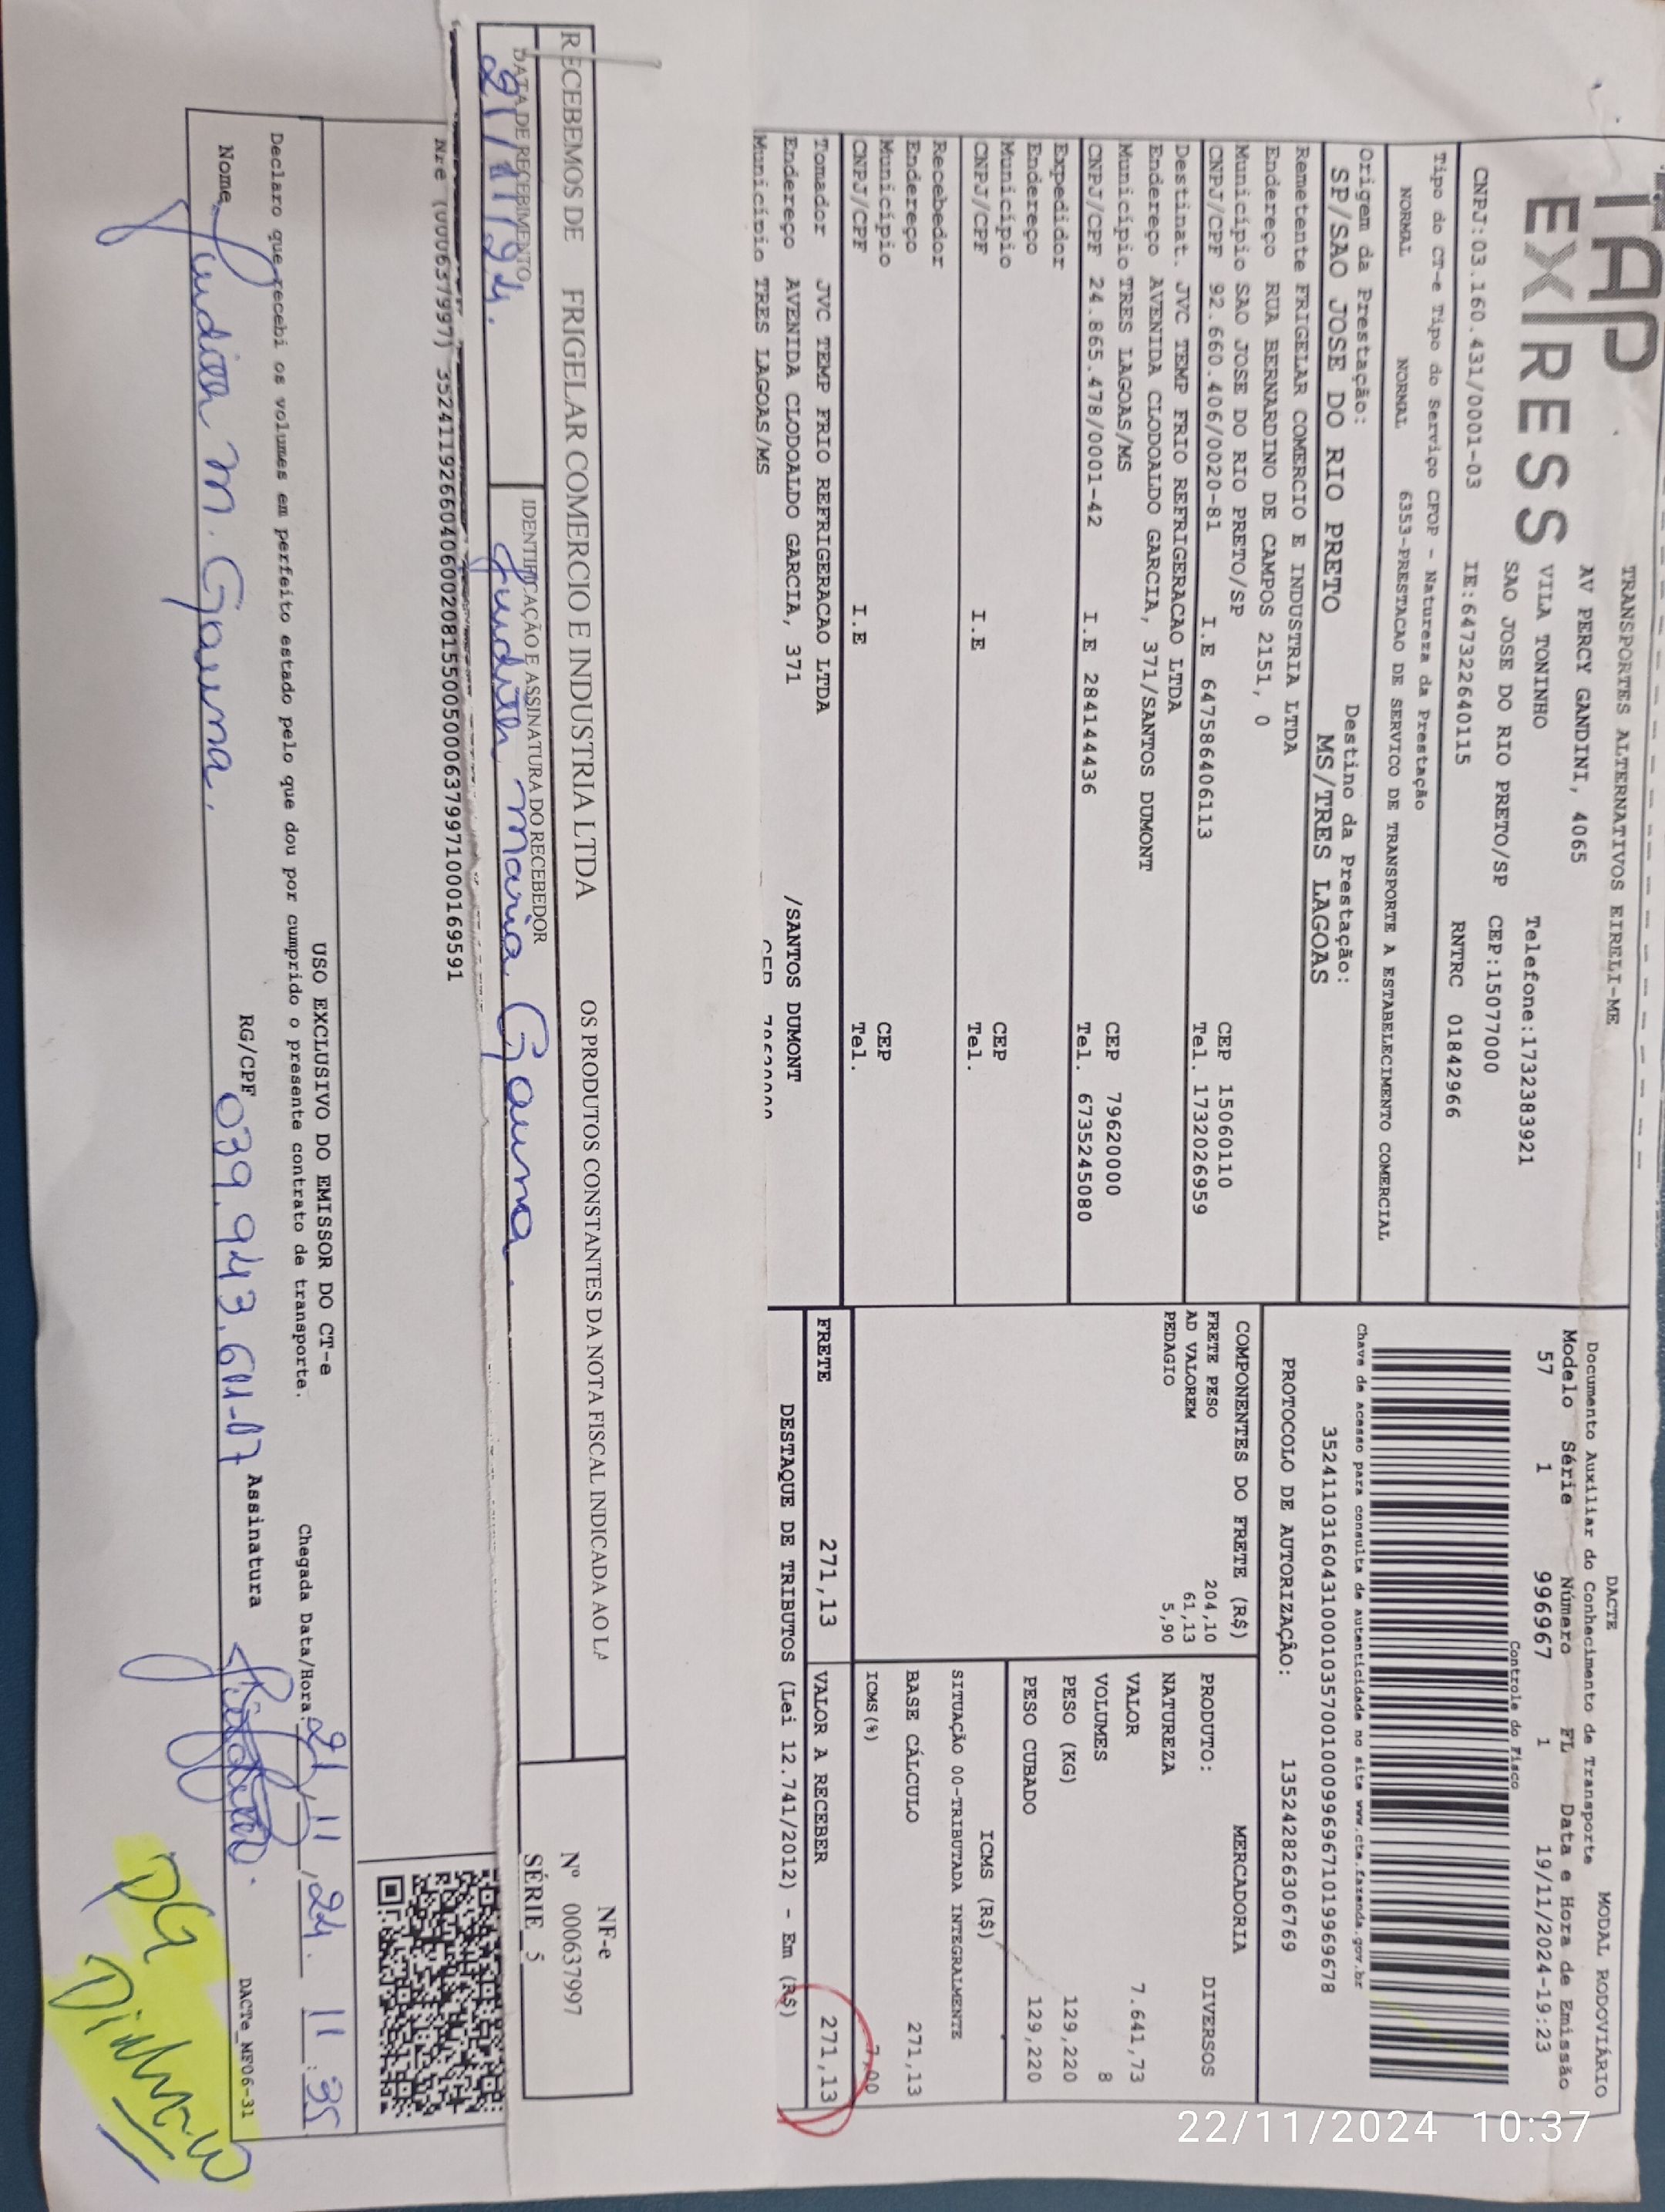 TAP
EXPRESS
TRANSPORTES ALTERNATIVOS EIRELI-ME
AV PERCY GANDINI, 4065
VILA TONINHO
Telefone:1732383921
SAO JOSE DO RIO PRETO/SP CEP:15077000
CNPJ:03.160.431/0001-03 IE:647322640115 RNTRC 01842966
Tipo do CT-e Tipo do Serviço CFOP - Natureza da Prestação
NORMAL NORMAL 6353-PRESTACAO DE SERVICO DE TRANSPORTE A ESTABELECIMENTO COMERCIAL
Origem da Prestação: Destino da Prestação:
SP/SAO JOSE DO RIO PRETO MS/TRES LAGOAS
Remetente FRIGELAR COMERCIO E INDUSTRIA LTDA
Endereço RUA BERNARDINO DE CAMPOS 2151, 0
Município SAO JOSE DO RIO PRETO/SP CEP 15060110
CNPJ/CPF 92.660.406/0020-81 I.E 647586406113 Tel. 1732026959
Destinat. JVC TEMP FRIO REFRIGERACAO LTDA
Endereço AVENIDA CLODOALDO GARCIA, 371/SANTOS DUMONT
Município TRES LAGOAS/MS CEP 79620000
CNPJ/CPF 24.865.478/0001-42 I.E 284144436 Tel. 6735245080
Expedidor
Endereço
Município CEP
CNPJ/CPF I.E Tel.
Recebedor
Endereço
Município CEP
CNPJ/CPF I.E Tel.
Tomador JVC TEMP FRIO REFRIGERACAO LTDA
Endereço AVENIDA CLODOALDO GARCIA, 371 /SANTOS DUMONT
Município TRES LAGOAS/MS CEP
DACTE MODAL RODOVIÁRIO
Documento Auxiliar do Conhecimento de Transporte
Modelo Série Número FL Data e Hora de Emissão
57 1 996967 1 19/11/2024-19:23
Controle do Fisco
Chave de acesso para consulta de autenticidade no site www.cte.fazenda.gov.br
35241103160431000103570010009969671019969678
PROTOCOLO DE AUTORIZAÇÃO: 135242826306769
COMPONENTES DO FRETE (R$)
FRETE PESO 204,10
AD VALOREM 61,13
PEDAGIO 5,90
MERCADORIA
PRODUTO: DIVERSOS
NATUREZA
VALOR 7.641,73
VOLUMES 8
PESO (KG) 129,220
PESO CUBADO 129,220
ICMS (R$)
SITUAÇÃO 00-TRIBUTADA INTEGRALMENTE
BASE CÁLCULO 271,13
ICMS(%) 7,00
FRETE 271,13 VALOR A RECEBER 271,13
DESTAQUE DE TRIBUTOS (Lei 12.741/2012) - Em (R$)
RECEBEMOS DE FRIGELAR COMERCIO E INDUSTRIA LTDA OS PRODUTOS CONSTANTES DA NOTA FISCAL INDICADA AO LA
DATA DE RECEBIMENTO IDENTIFICAÇÃO E ASSINATURA DO RECEBEDOR
21/11/24. Judith Maria Gauna.
NF-e
Nº 000637997
SÉRIE 5
Nre (000637997) 35241192660406002081550050006379971000169591
USO EXCLUSIVO DO EMISSOR DO CT-e
Declaro que recebi os volumes em perfeito estado pelo que dou por cumprido o presente contrato de transporte. Chegada Data/Hora: 21/11/24. 11:35
Nome Judith M. Gauna. RG/CPF 039.943.611-07 Assinatura
DACTe_MF06-31
PG
Dinheiro
22/11/2024 10:37